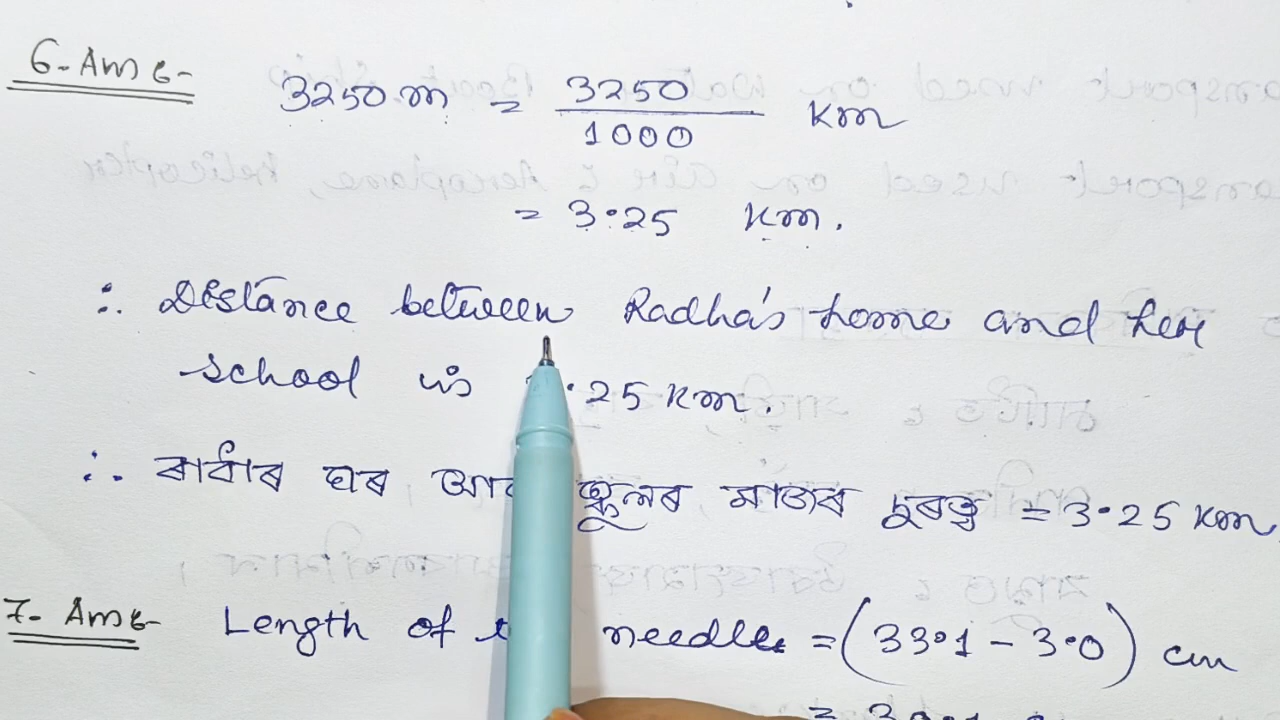 6. Ans:-
3250 m = 3250/1000 km
= 3.25 km.
∴ Distance between Radha's home and her
school is .25 km.
∴ ৰাধাৰ ঘৰ আৰু স্কুলৰ মাজৰ দুৰত্ব = 3.25 km.
7. Ans:- Length of needle = (33.1 - 3.0) cm